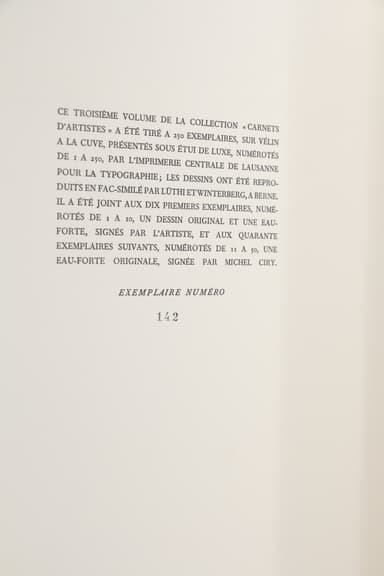 CE TROISIÈME VOLUME DE LA COLLECTION « CARNETS
D'ARTISTES » A ÉTÉ TIRÉ A 250 EXEMPLAIRES, SUR VÉLIN
A LA CUVE, PRÉSENTÉS SOUS ÉTUI DE LUXE, NUMÉROTÉS
DE 1 A 250, PAR L'IMPRIMERIE CENTRALE DE LAUSANNE
POUR LA TYPOGRAPHIE ; LES DESSINS ONT ÉTÉ REPRO-
DUITS EN FAC-SIMILÉ PAR LÜTHI ET WINTERBERG, A BERNE.
IL A ÉTÉ JOINT AUX DIX PREMIERS EXEMPLAIRES, NUMÉ-
ROTÉS DE 1 A 10, UN DESSIN ORIGINAL ET UNE EAU-
FORTE, SIGNÉS PAR L'ARTISTE, ET AUX QUARANTE
EXEMPLAIRES SUIVANTS, NUMÉROTÉS DE 11 A 50, UNE
EAU-FORTE ORIGINALE, SIGNÉE PAR MICHEL CIRY.
EXEMPLAIRE NUMÉRO
142